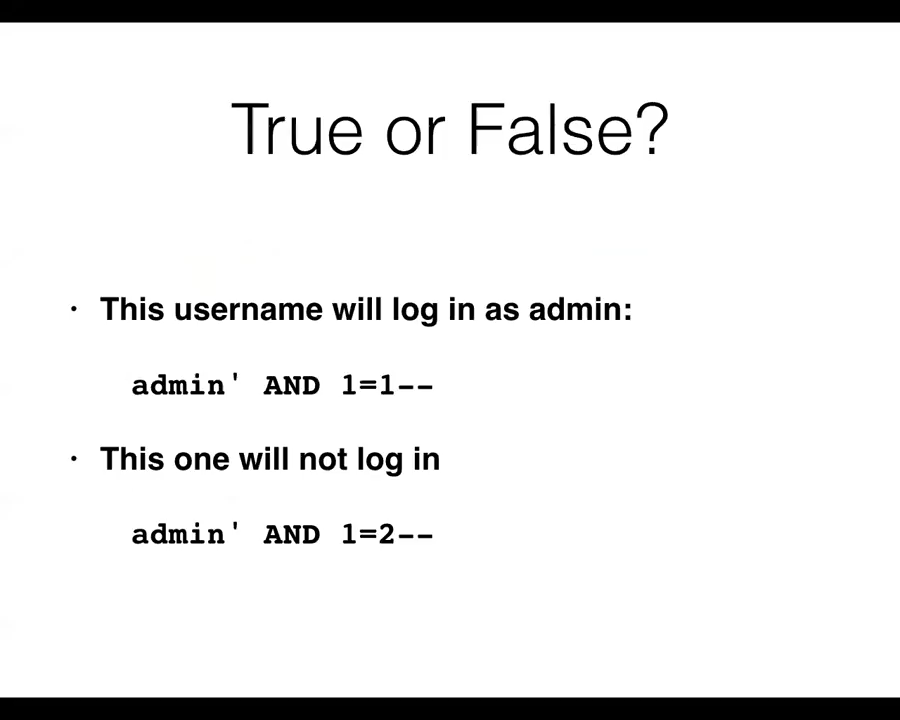 True or False?
• This username will log in as admin:
admin' AND 1=1--
• This one will not log in
admin' AND 1=2--